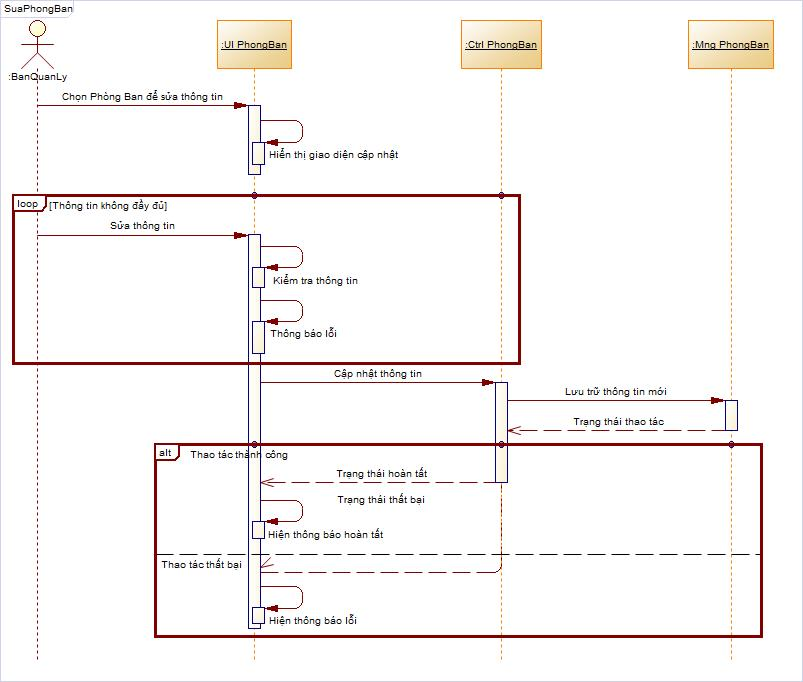 SuaPhongBan
:BanQuanLy
:UI PhongBan
:Ctrl PhongBan
:Mng PhongBan
Chọn Phòng Ban để sửa thông tin
Hiển thị giao diện cập nhật
loop
[Thông tin không đầy đủ]
Sửa thông tin
Kiểm tra thông tin
Thông báo lỗi
Cập nhật thông tin
Lưu trữ thông tin mới
Trạng thái thao tác
alt
Thao tác thành công
Trạng thái hoàn tất
Trạng thái thất bại
Hiện thông báo hoàn tất
Thao tác thất bại
Hiện thông báo lỗi